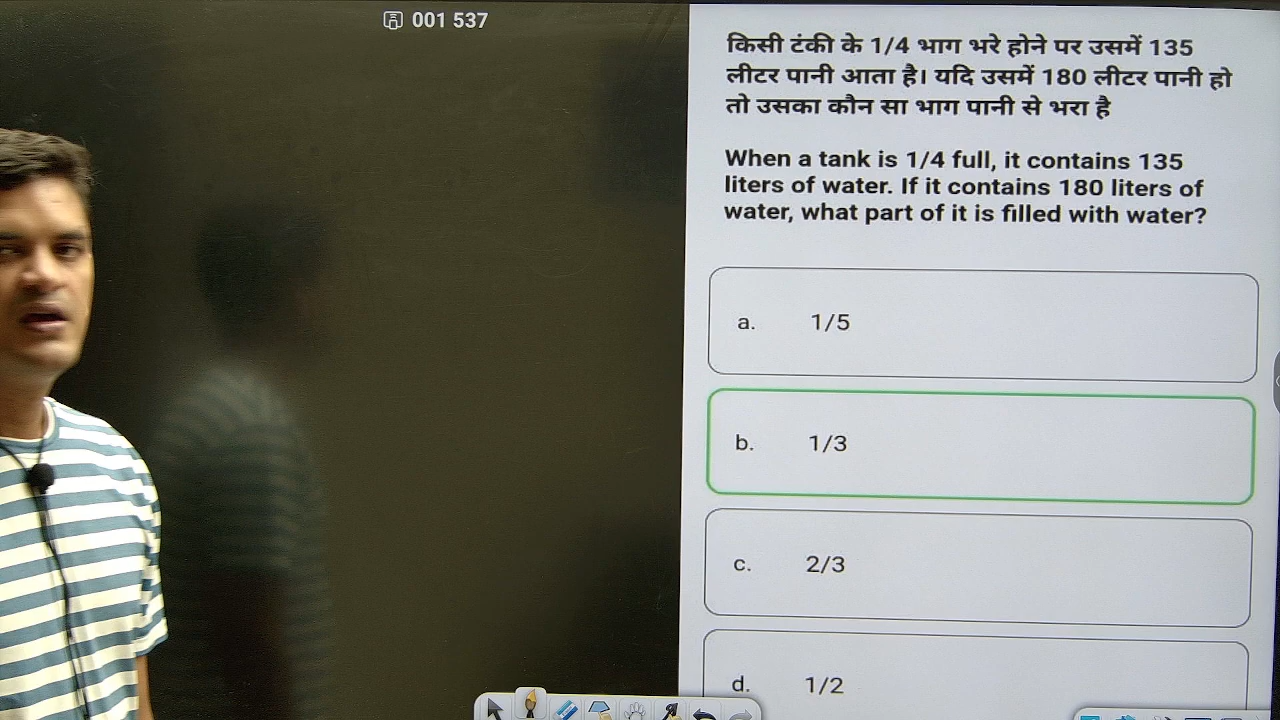 001 537
किसी टंकी के 1/4 भाग भरे होने पर उसमें 135
लीटर पानी आता है। यदि उसमें 180 लीटर पानी हो
तो उसका कौन सा भाग पानी से भरा है
When a tank is 1/4 full, it contains 135
liters of water. If it contains 180 liters of
water, what part of it is filled with water?
a. 1/5
b. 1/3
c. 2/3
d. 1/2